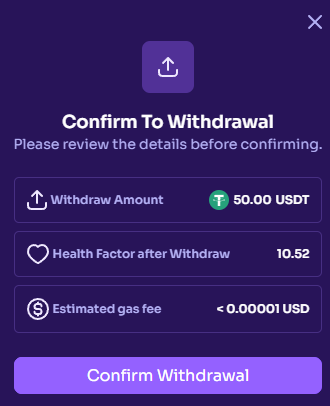 Confirm To Withdrawal
Please review the details before confirming.
Withdraw Amount 50.00 USDT
Health Factor after Withdraw 10.52
Estimated gas fee < 0.00001 USD
Confirm Withdrawal